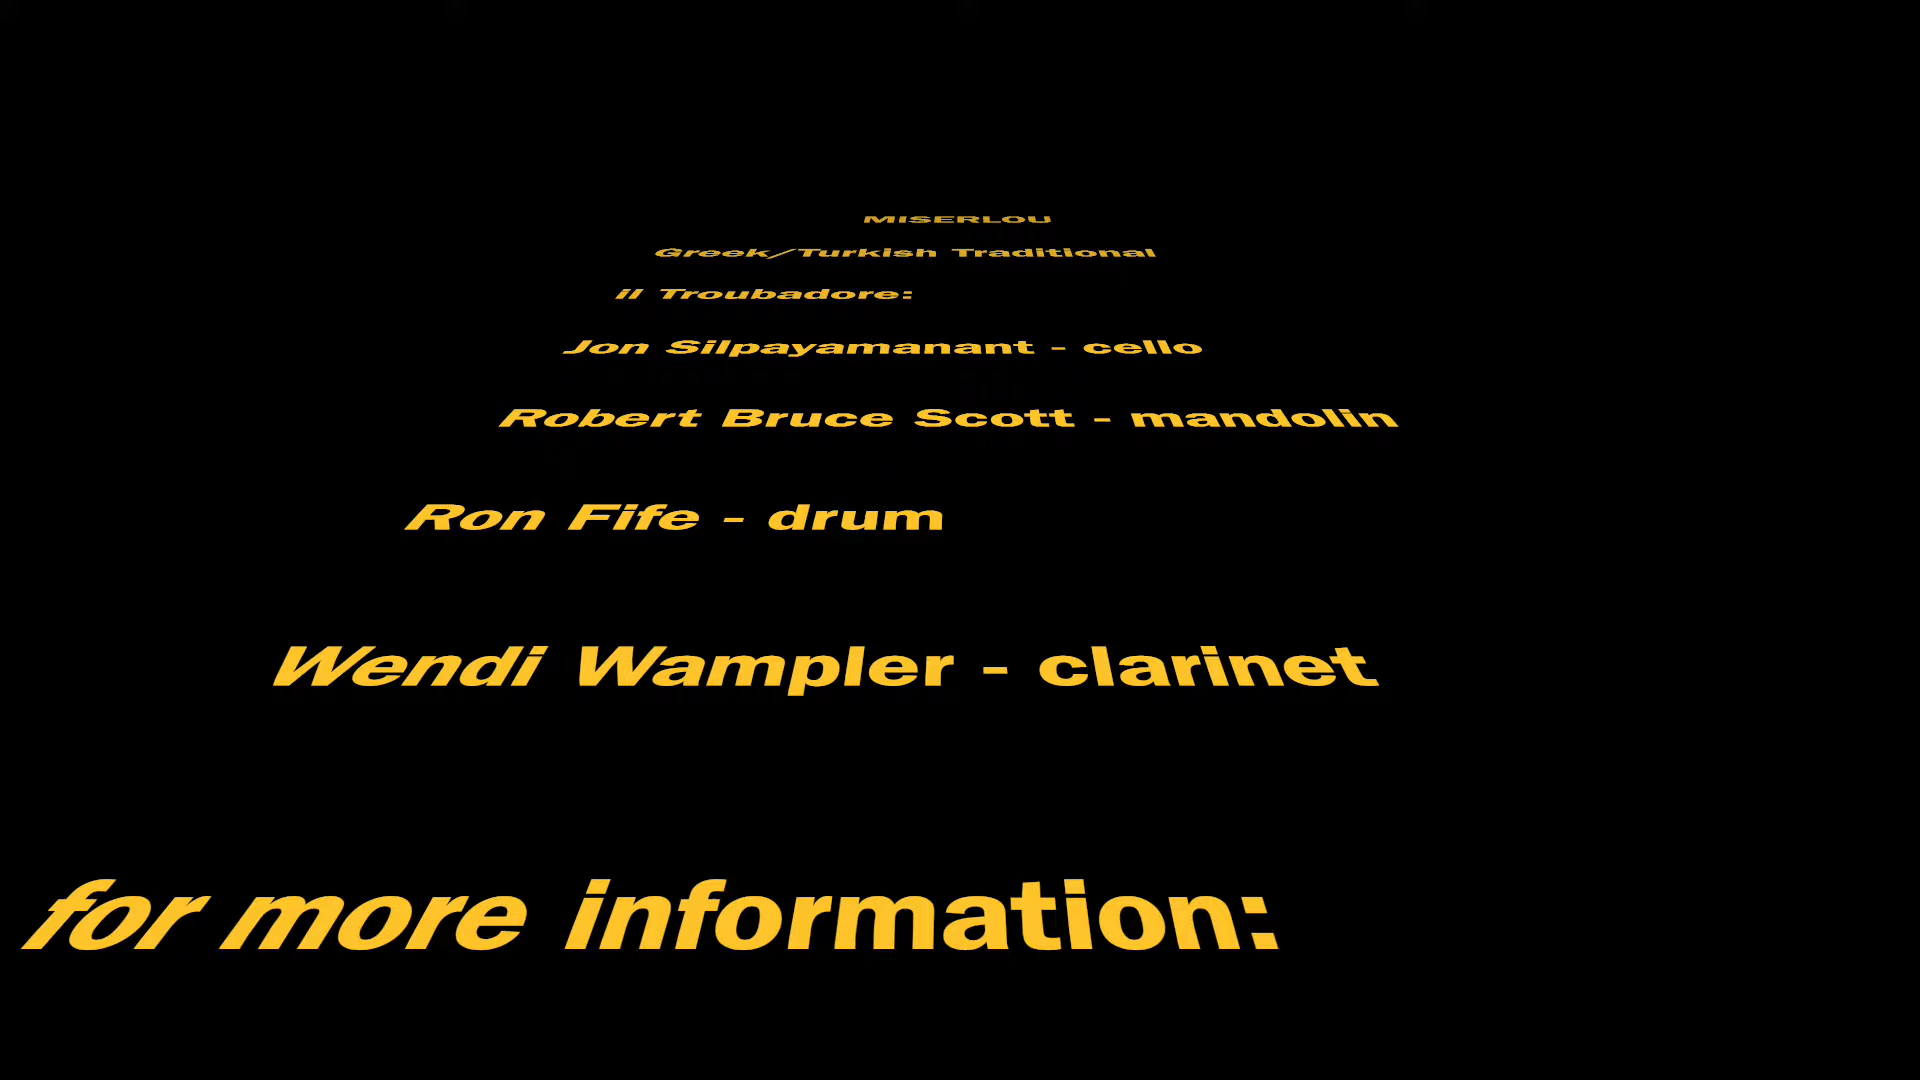 MISERLOU
Greek/Turkish Traditional
il Troubadore:
Jon Silpayamanant - cello
Robert Bruce Scott - mandolin
Ron Fife - drum
Wendi Wampler - clarinet
for more information: